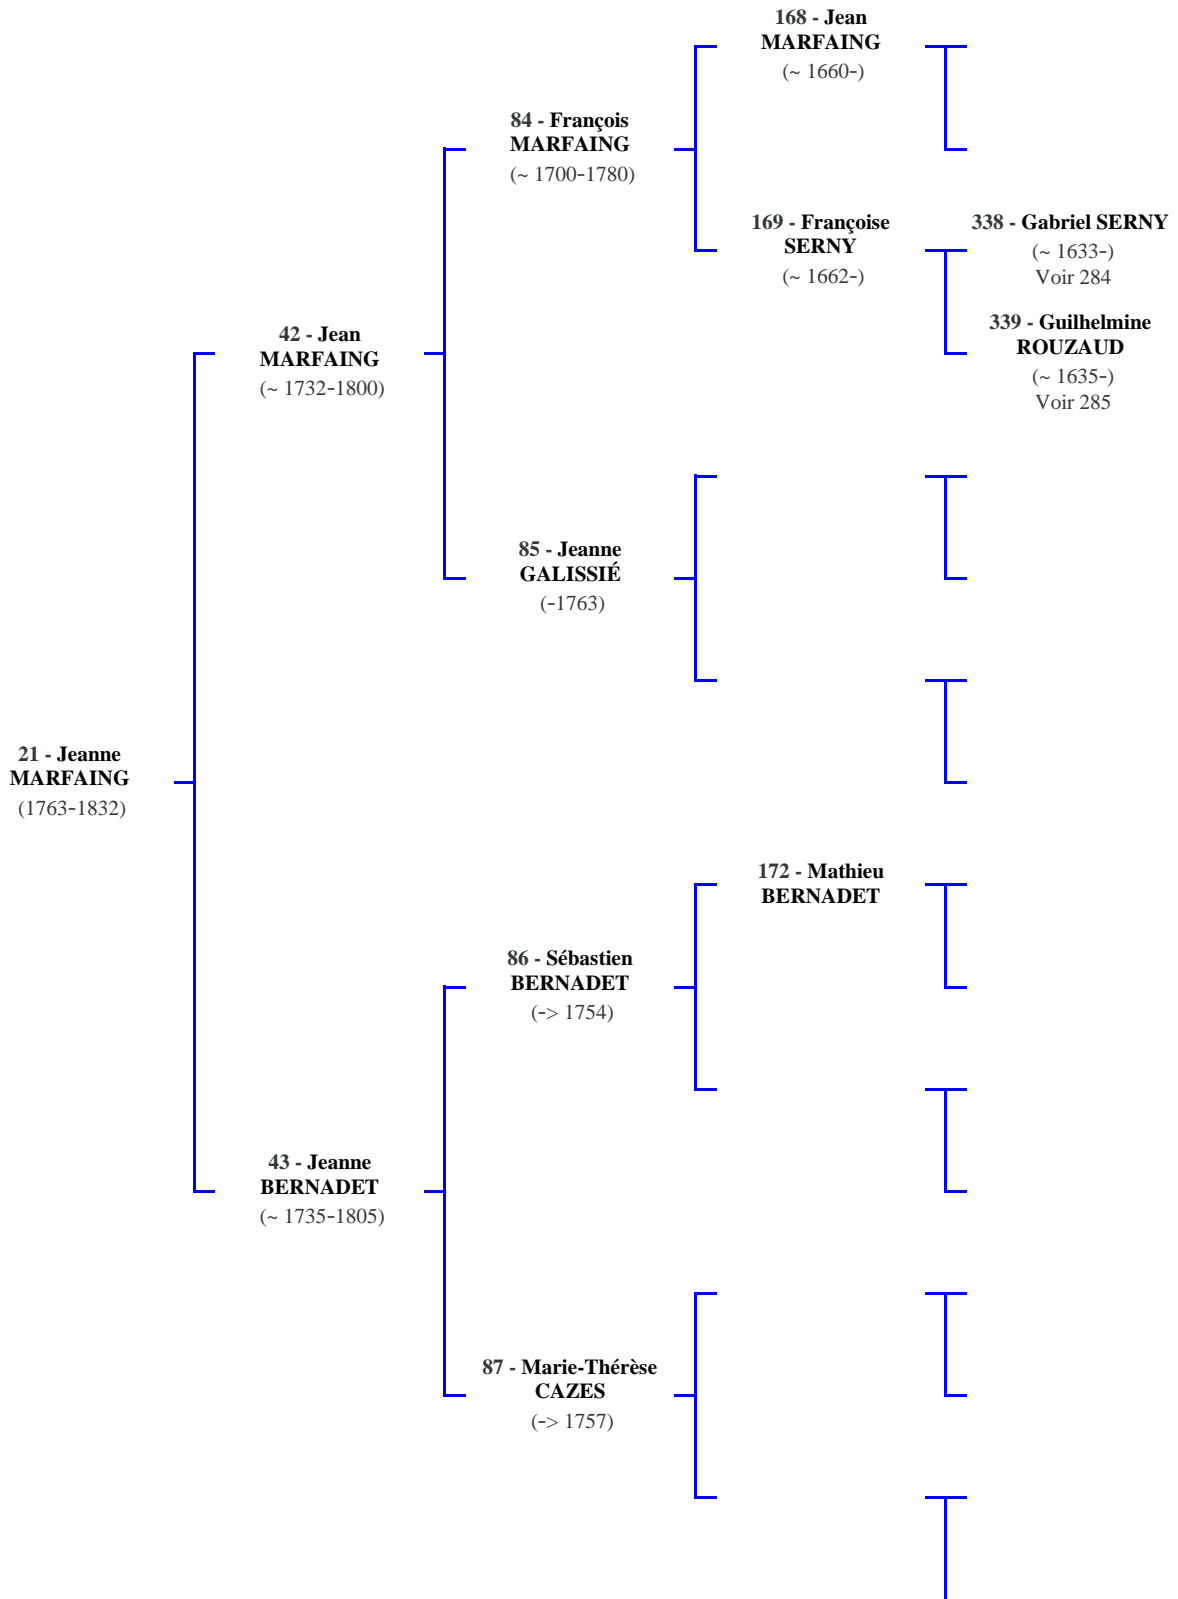 168 - Jean
MARFAING
(~ 1660-)
84 - François
MARFAING
(~ 1700-1780)
169 - Françoise
SERNY
(~ 1662-)
338 - Gabriel SERNY
(~ 1633-)
Voir 284
339 - Guilhelmine
ROUZAUD
(~ 1635-)
Voir 285
42 - Jean
MARFAING
(~ 1732-1800)
85 - Jeanne
GALISSIÉ
(-1763)
21 - Jeanne
MARFAING
(1763-1832)
172 - Mathieu
BERNADET
86 - Sébastien
BERNADET
(-> 1754)
43 - Jeanne
BERNADET
(~ 1735-1805)
87 - Marie-Thérèse
CAZES
(-> 1757)